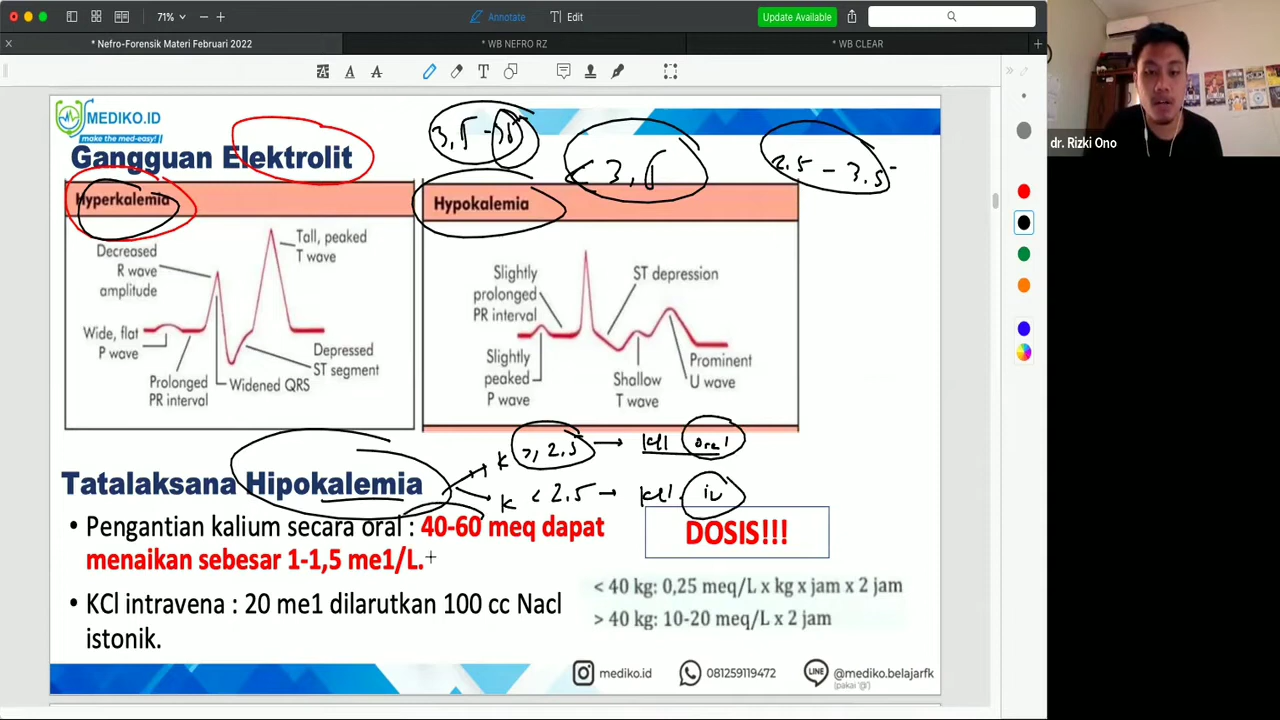 71%
Annotate
Edit
Update Available
* Nefro-Forensik Materi Februari 2022
* WB NEFRO RZ
* WB CLEAR
MEDIKO.ID
make the med-easy!
dr. Rizki Ono
Gangguan Elektrolit
< 3,5
2.5 - 3.5
Hyperkalemia
Hypokalemia
Decreased
R wave
amplitude
Tall, peaked
T wave
Wide, flat
P wave
Prolonged
PR interval
Widened QRS
Depressed
ST segment
Slightly
prolonged
PR interval
ST depression
Slightly
peaked
P wave
Shallow
T wave
Prominent
U wave
Tatalaksana Hipokalemia
K > 2,5 → KCl oral
K < 2.5 → KCl iv
• Pengantian kalium secara oral : 40-60 meq dapat
menaikan sebesar 1-1,5 me1/L.
• KCl intravena : 20 me1 dilarutkan 100 cc Nacl
istonik.
DOSIS!!!
< 40 kg: 0,25 meq/L x kg x jam x 2 jam
> 40 kg: 10-20 meq/L x 2 jam
mediko.id
081259119472
LINE
@mediko.belajarfk
(pakai '@')